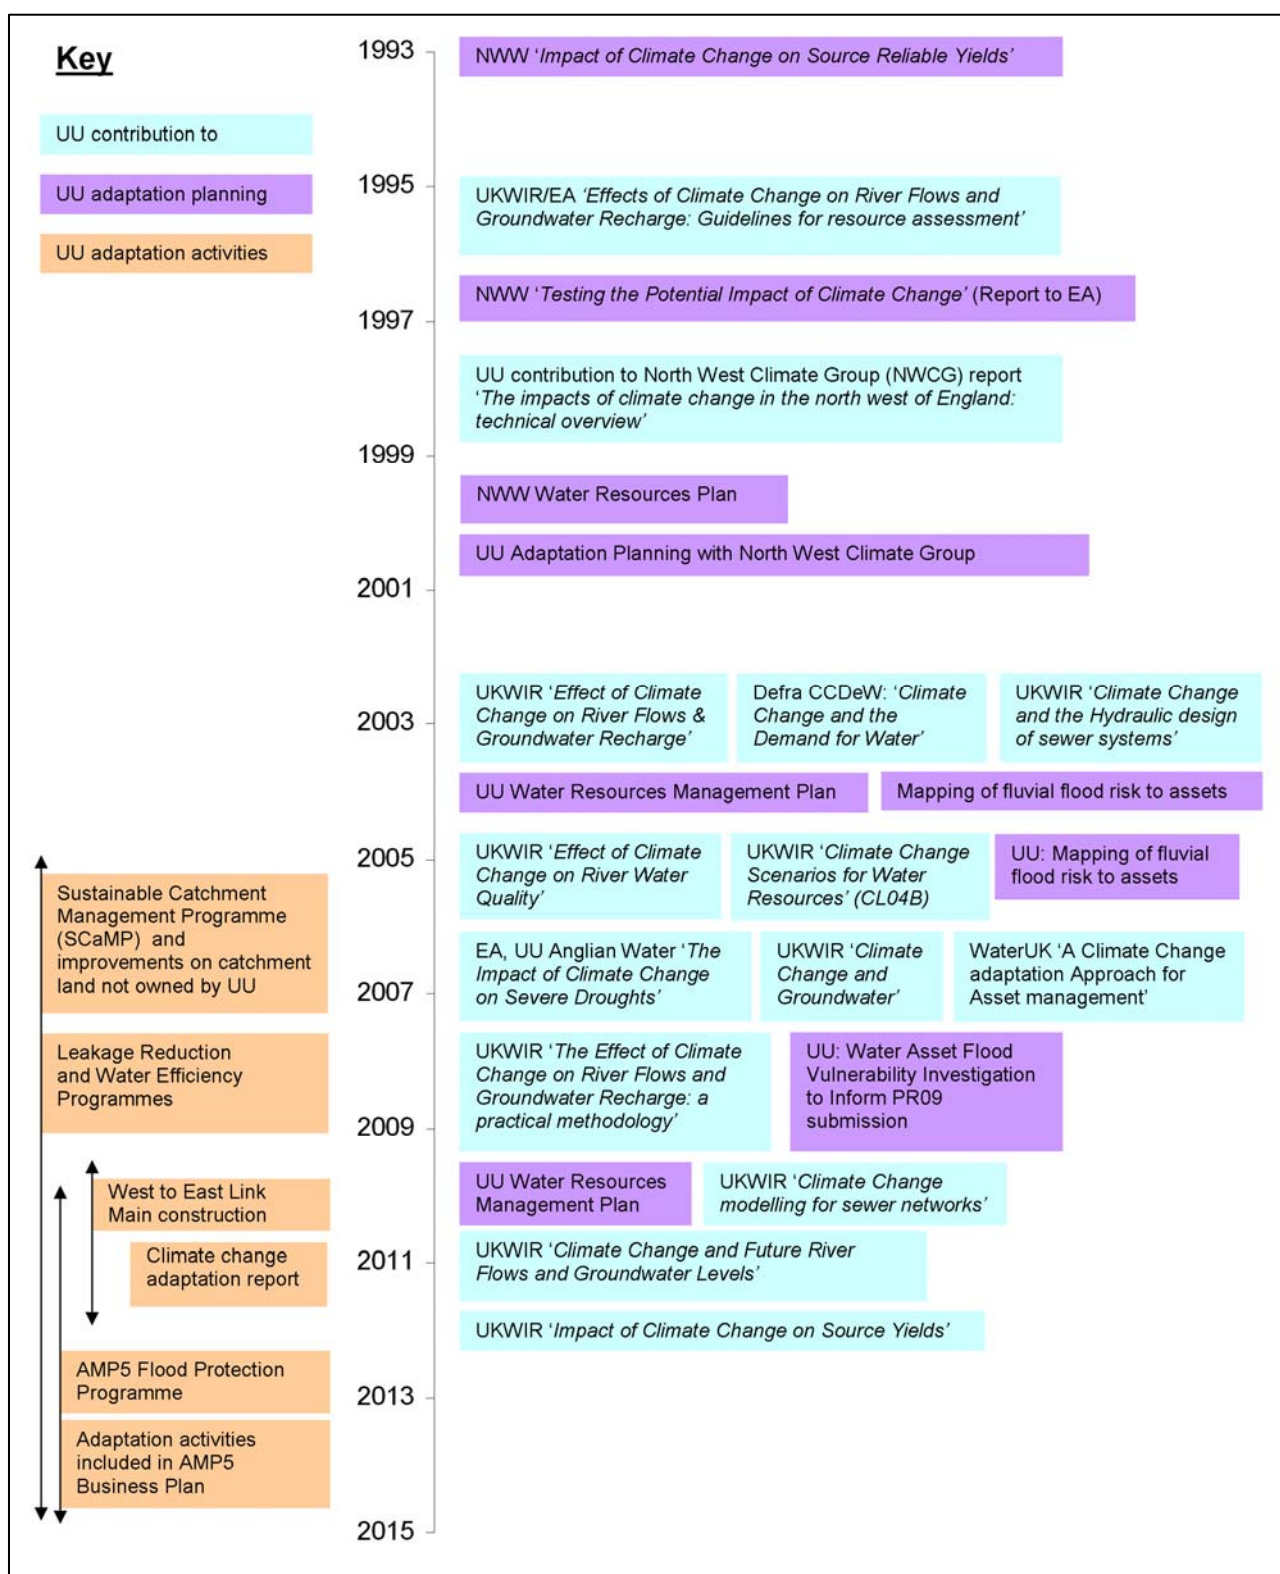 Key
UU contribution to
UU adaptation planning
UU adaptation activities
1993
NWW ‘Impact of Climate Change on Source Reliable Yields’
1995
UKWIR/EA ‘Effects of Climate Change on River Flows and
Groundwater Recharge: Guidelines for resource assessment’
NWW ‘Testing the Potential Impact of Climate Change’ (Report to EA)
1997
UU contribution to North West Climate Group (NWCG) report
‘The impacts of climate change in the north west of England:
technical overview’
1999
NWW Water Resources Plan
UU Adaptation Planning with North West Climate Group
2001
UKWIR ‘Effect of Climate
Change on River Flows &
Groundwater Recharge’
Defra CCDeW: ‘Climate
Change and the
Demand for Water’
UKWIR ‘Climate Change
and the Hydraulic design
of sewer systems’
2003
UU Water Resources Management Plan
Mapping of fluvial flood risk to assets
2005
UKWIR ‘Effect of Climate
Change on River Water
Quality’
UKWIR ‘Climate Change
Scenarios for Water
Resources’ (CL04B)
UU: Mapping of fluvial
flood risk to assets
Sustainable Catchment
Management Programme
(SCaMP) and
improvements on catchment
land not owned by UU
EA, UU Anglian Water ‘The
Impact of Climate Change
on Severe Droughts’
UKWIR ‘Climate
Change and
Groundwater’
WaterUK ‘A Climate Change
adaptation Approach for
Asset management’
2007
Leakage Reduction
and Water Efficiency
Programmes
UKWIR ‘The Effect of Climate
Change on River Flows and
Groundwater Recharge: a
practical methodology’
UU: Water Asset Flood
Vulnerability Investigation
to Inform PR09
submission
2009
West to East Link
Main construction
UU Water Resources
Management Plan
UKWIR ‘Climate Change
modelling for sewer networks’
Climate change
adaptation report
2011
UKWIR ‘Climate Change and Future River
Flows and Groundwater Levels’
UKWIR ‘Impact of Climate Change on Source Yields’
AMP5 Flood Protection
Programme
2013
Adaptation activities
included in AMP5
Business Plan
2015